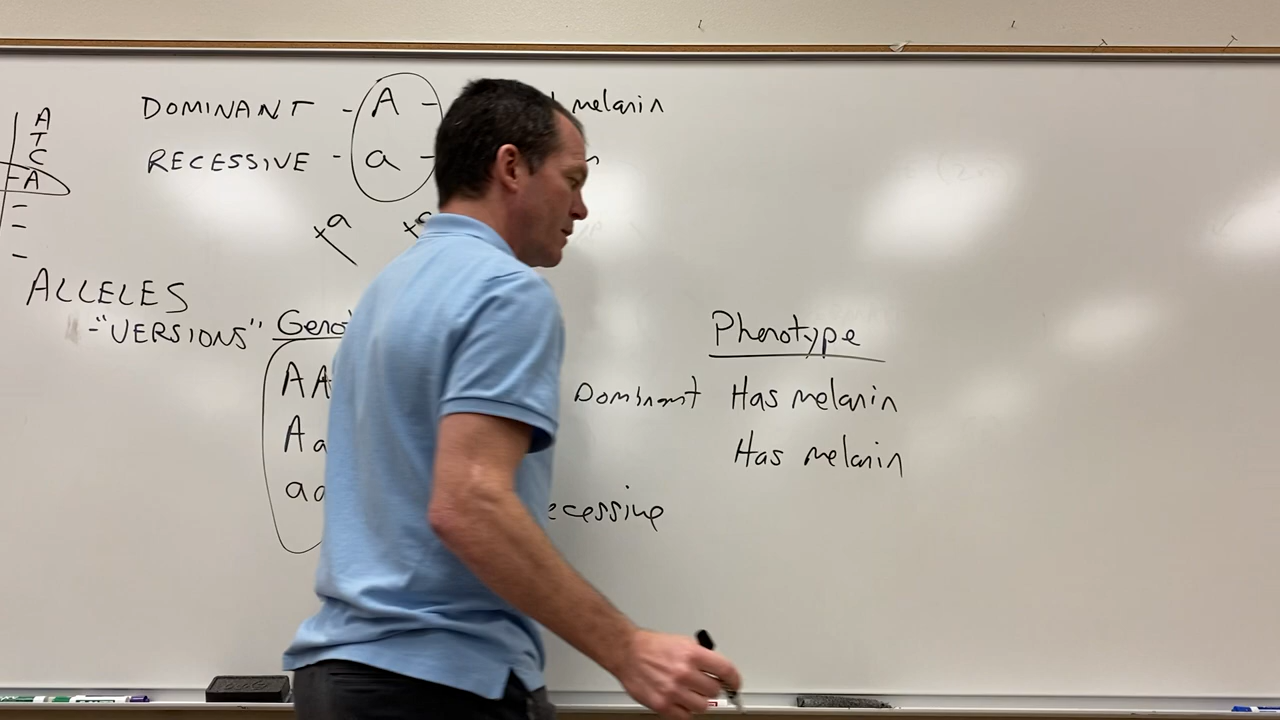 A
T
C
-A
-
-
-
DOMINANT - A - melanin
RECESSIVE - a -
a
ALLELES
-"VERSIONS"
Geno
Phenotype
AA
Dominant Has melanin
Aa
Has melanin
aa
ecessive